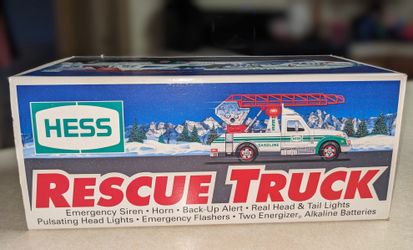 HESS
GASOLINE
RESCUE TRUCK
Emergency Siren • Horn • Back-Up Alert • Real Head & Tail Lights
Pulsating Head Lights • Emergency Flashers • Two Energizer® Alkaline Batteries